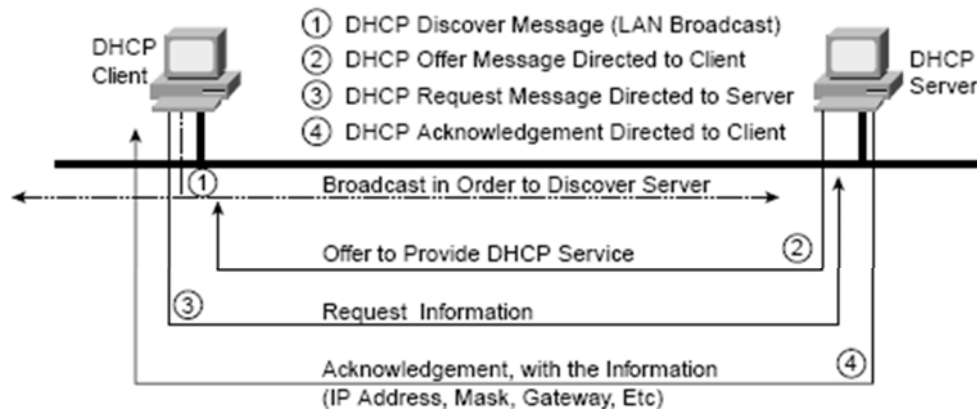 DHCP
Client
① DHCP Discover Message (LAN Broadcast)
② DHCP Offer Message Directed to Client
③ DHCP Request Message Directed to Server
④ DHCP Acknowledgement Directed to Client
DHCP
Server
①
Broadcast in Order to Discover Server
Offer to Provide DHCP Service
②
③
Request Information
Acknowledgement, with the Information
(IP Address, Mask, Gateway, Etc)
④